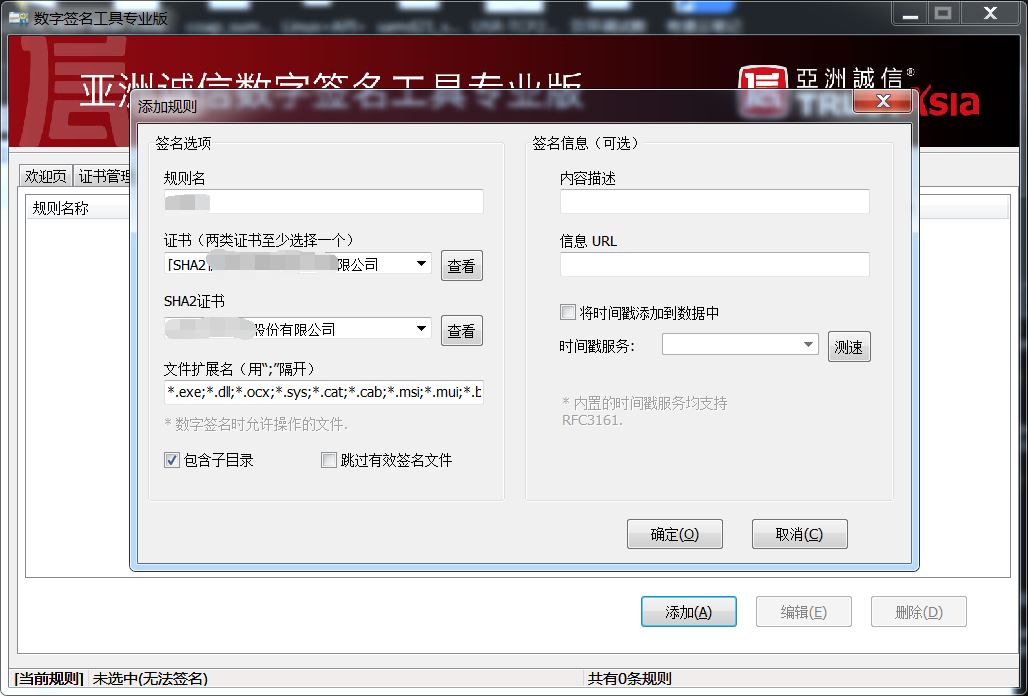 数字签名工具专业版
亚洲诚信数字签名工具专业版
亞洲誠信®
添加规则
欢迎页
证书管理
规则名称
签名选项
规则名
证书（两类证书至少选择一个）
[SHA2
限公司
查看
SHA2证书
股份有限公司
查看
文件扩展名（用“;”隔开）
*.exe;*.dll;*.ocx;*.sys;*.cat;*.cab;*.msi;*.mui;*.b
* 数字签名时允许操作的文件.
包含子目录
跳过有效签名文件
签名信息（可选）
内容描述
信息 URL
将时间戳添加到数据中
时间戳服务：
测速
* 内置的时间戳服务均支持
RFC3161.
确定(O)
取消(C)
添加(A)
编辑(E)
删除(D)
[当前规则]
未选中(无法签名)
共有0条规则